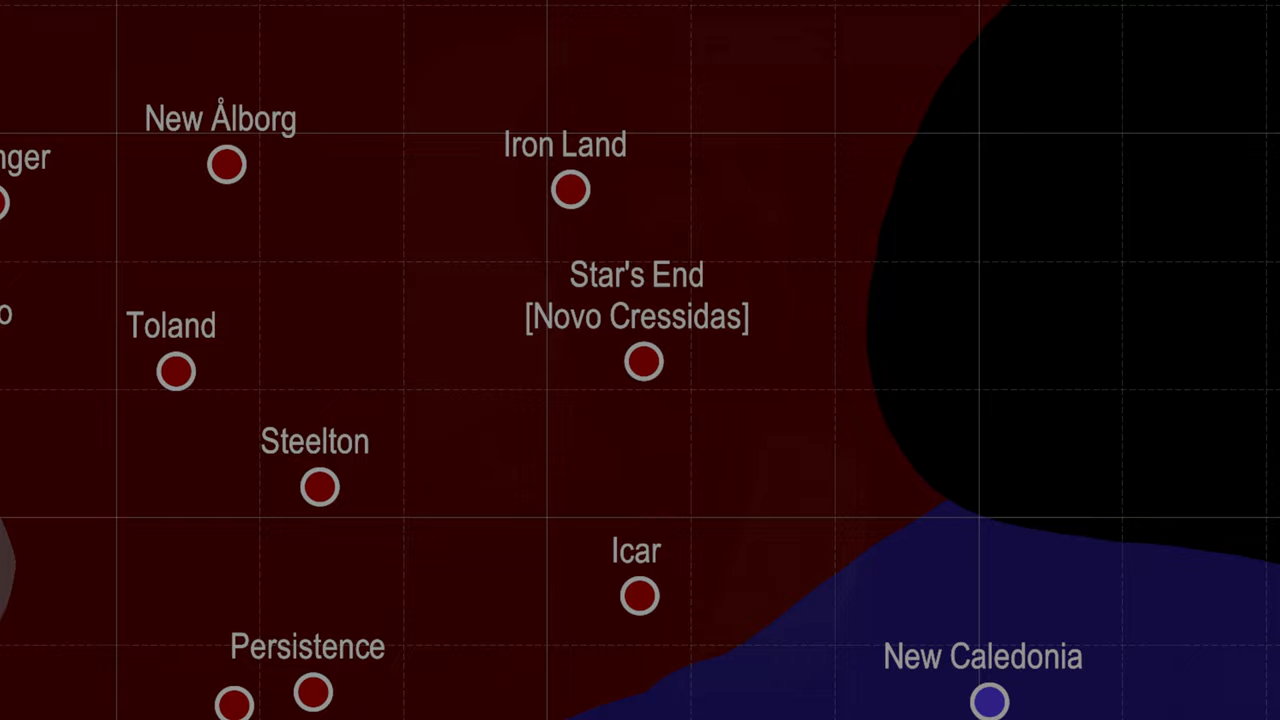 New Ålborg
Iron Land
nger
Star's End
[Novo Cressidas]
o
Toland
Steelton
Icar
Persistence
New Caledonia